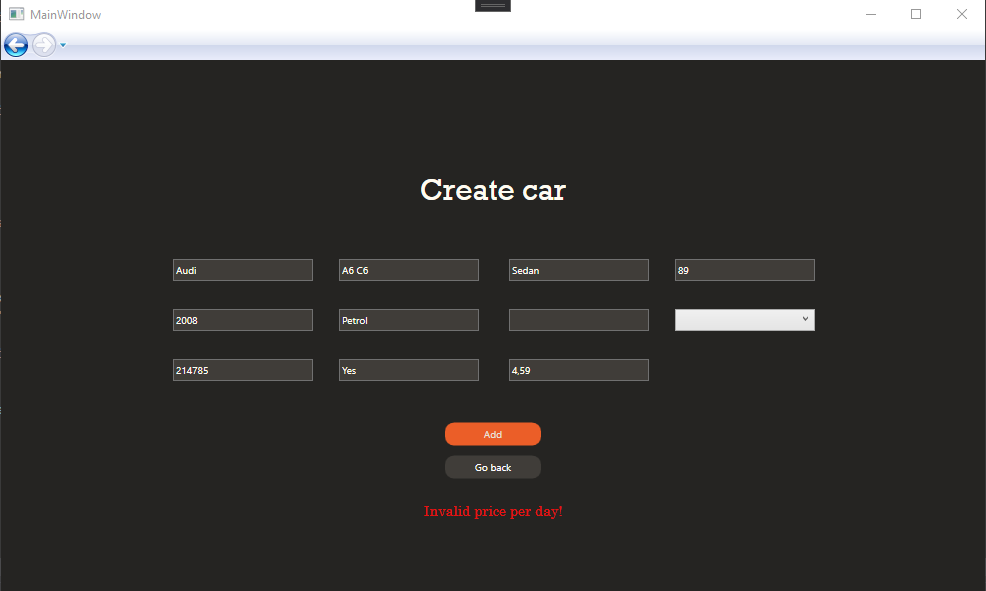 MainWindow
Create car
Audi
A6 C6
Sedan
89
2008
Petrol
214785
Yes
4,59
Add
Go back
Invalid price per day!